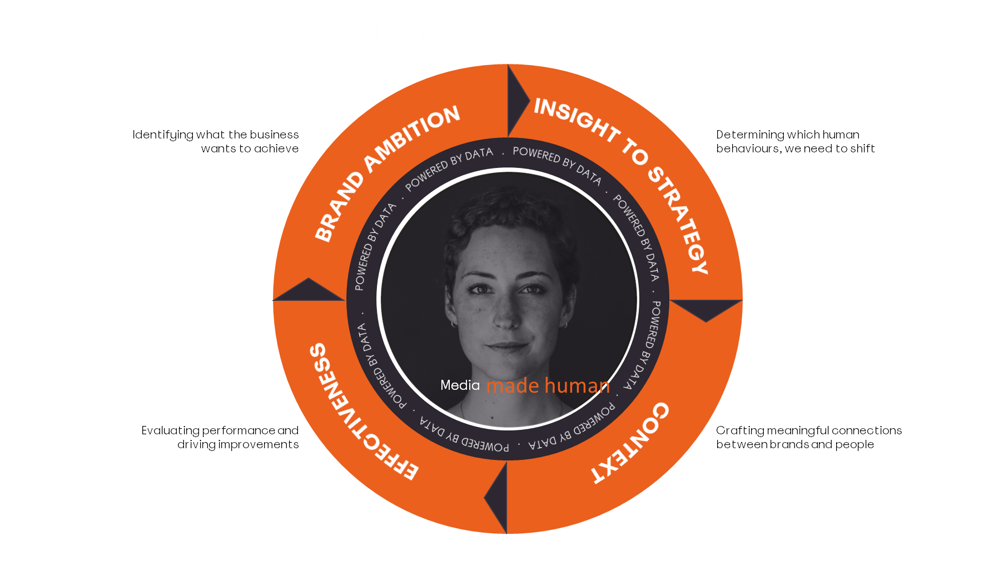 Identifying what the business
wants to achieve
BRAND AMBITION
INSIGHT TO STRATEGY
Determining which human
behaviours, we need to shift
POWERED BY DATA · POWERED BY DATA · POWERED BY DATA · POWERED BY DATA · POWERED BY DATA · POWERED BY DATA · POWERED BY DATA · POWERED BY DATA ·
Media made human
CONTEXT
Crafting meaningful connections
between brands and people
EFFECTIVENESS
Evaluating performance and
driving improvements